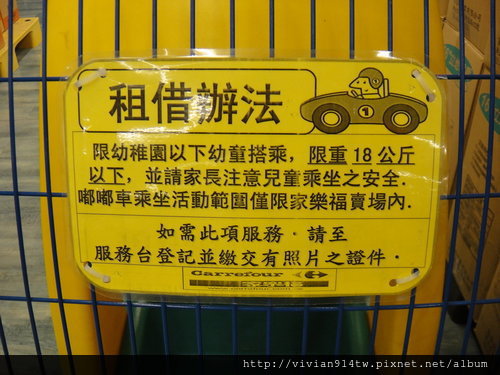 租借辦法
1
限幼稚園以下幼童搭乘，限重18公斤
以下，並請家長注意兒童乘坐之安全.
嘟嘟車乘坐活動範圍僅限家樂福賣場內.
如需此項服務．請至
服務台登記並繳交有照片之證件．
Carrefour
http://vivian914tw.pixnet.net/album